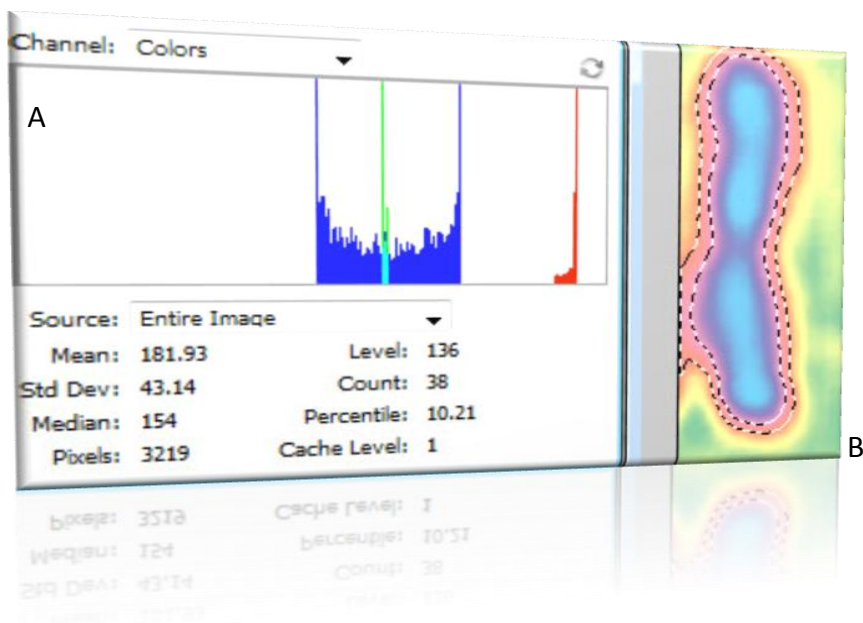 Channel: Colors
A
Source: Entire Image
Mean: 181.93 Level: 136
Std Dev: 43.14 Count: 38
Median: 154 Percentile: 10.21
Pixels: 3219 Cache Level: 1
B